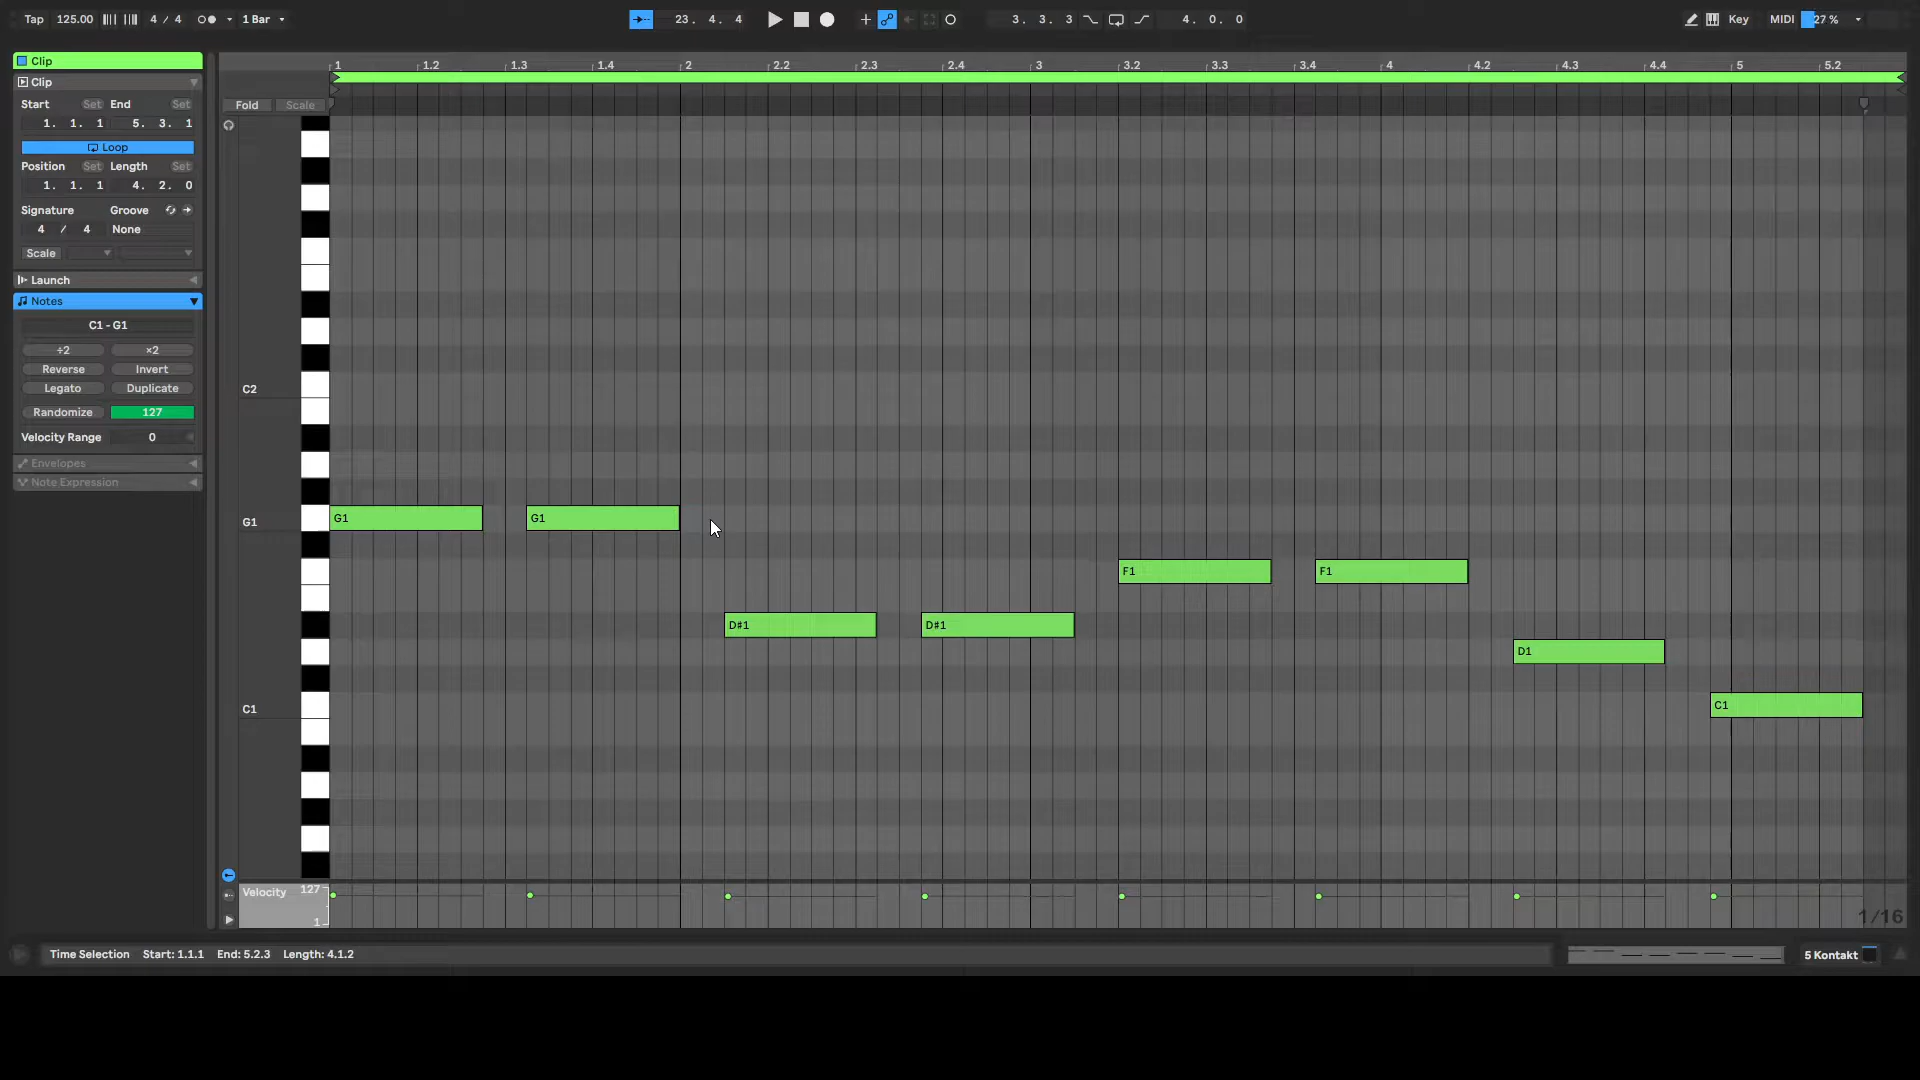 Tap 125.00 4 / 4 1 Bar 23. 4. 4 3. 3. 3 4. 0. 0 Key MIDI 27 %
Clip
Clip
Start Set End Set
1. 1. 1 5. 3. 1
Loop
Position Set Length Set
1. 1. 1 4. 2. 0
Signature Groove
4 / 4 None
Scale
Launch
Notes
C1 - G1
÷2 ×2
Reverse Invert
Legato Duplicate
Randomize 127
Velocity Range 0
Envelopes
Note Expression
1 1.2 1.3 1.4 2 2.2 2.3 2.4 3 3.2 3.3 3.4 4 4.2 4.3 4.4 5 5.2
Fold Scale
C2
G1 G1 G1
F1 F1
D#1 D#1
D1
C1 C1
Velocity 127
1
1/16
Time Selection Start: 1.1.1 End: 5.2.3 Length: 4.1.2 5 Kontakt